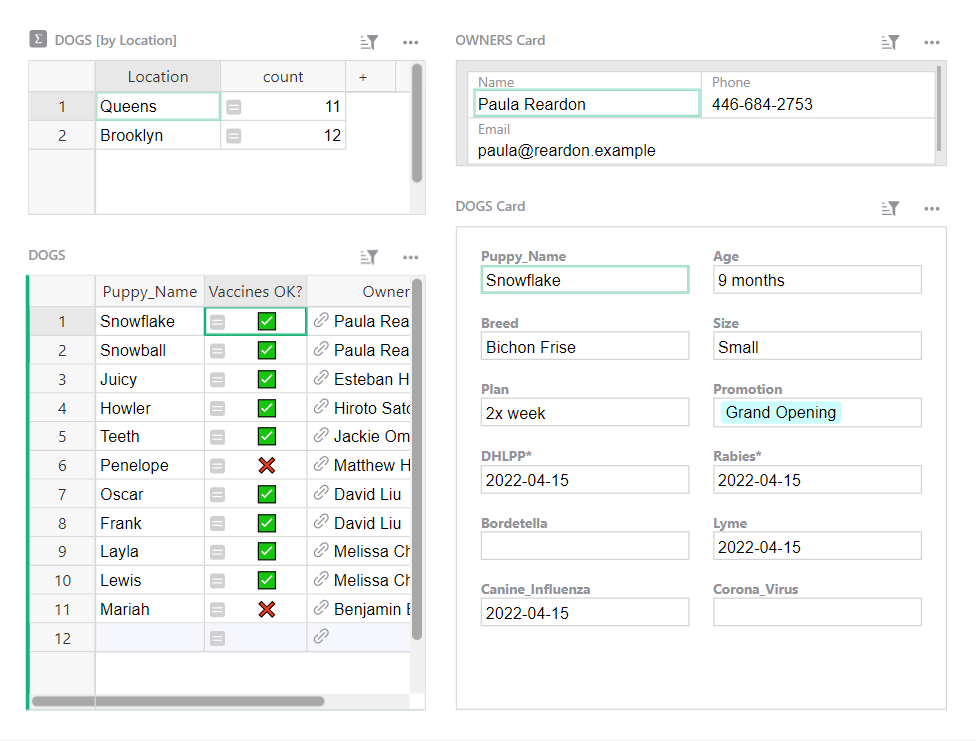 Σ DOGS [by Location]
Location count +
1 Queens 11
2 Brooklyn 12
OWNERS Card
Name Phone
Paula Reardon 446-684-2753
Email
paula@reardon.example
DOGS
Puppy_Name Vaccines OK? Owner
1 Snowflake ✅ Paula Rea
2 Snowball ✅ Paula Rea
3 Juicy ✅ Esteban H
4 Howler ✅ Hiroto Sato
5 Teeth ✅ Jackie Om
6 Penelope ❌ Matthew H
7 Oscar ✅ David Liu
8 Frank ✅ David Liu
9 Layla ✅ Melissa Ch
10 Lewis ✅ Melissa Ch
11 Mariah ❌ Benjamin
12
DOGS Card
Puppy_Name Age
Snowflake 9 months
Breed Size
Bichon Frise Small
Plan Promotion
2x week Grand Opening
DHLPP* Rabies*
2022-04-15 2022-04-15
Bordetella Lyme
2022-04-15
Canine_Influenza Corona_Virus
2022-04-15